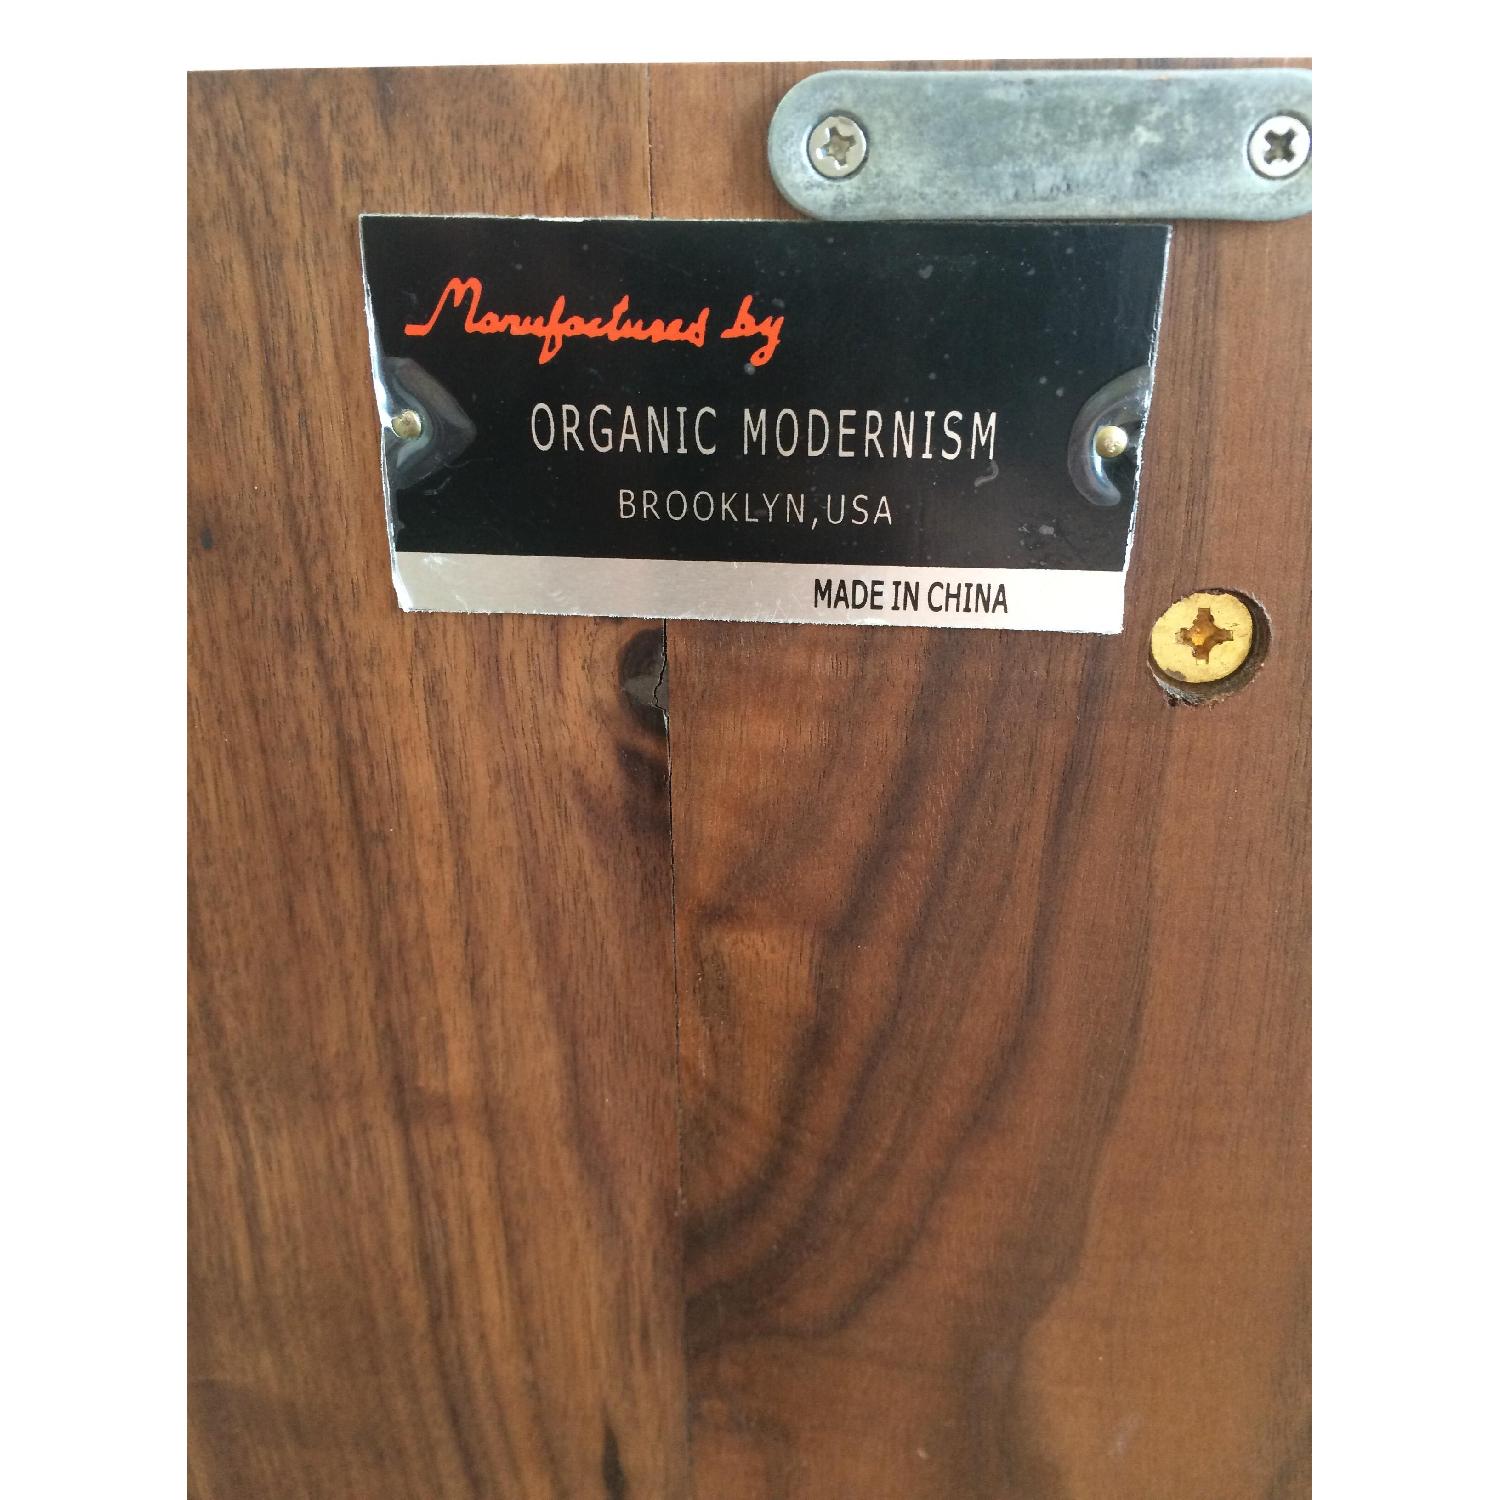 Manufactured by
ORGANIC MODERNISM
BROOKLYN,USA
MADE IN CHINA